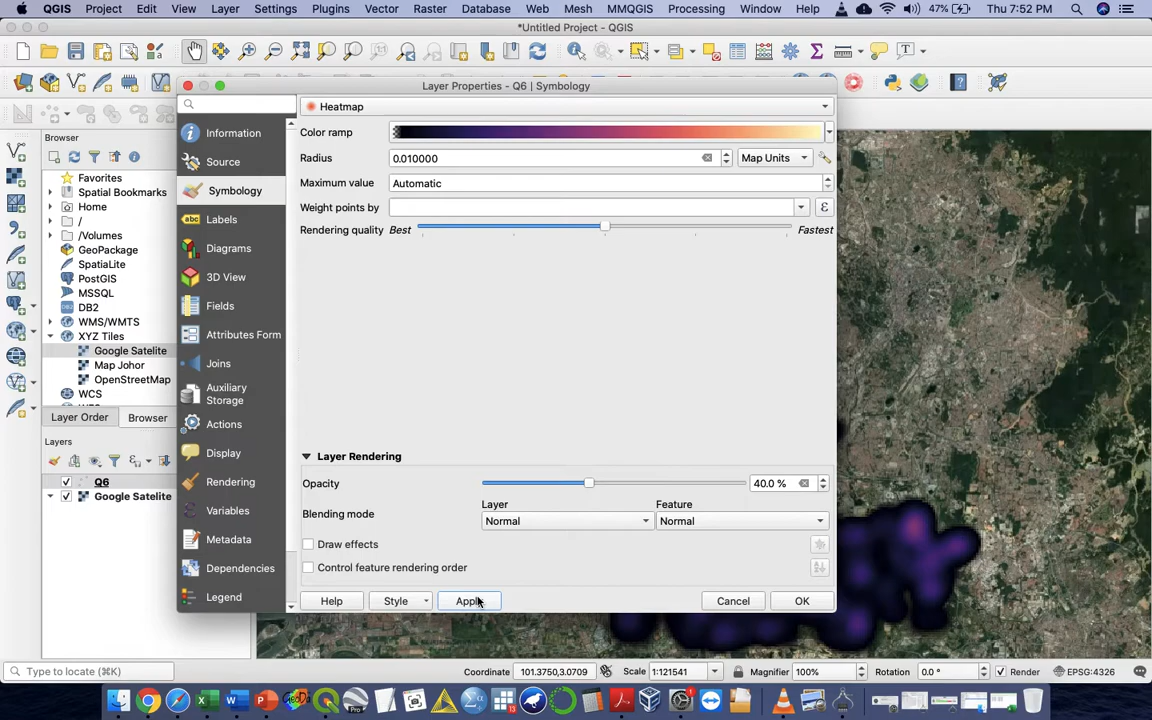 QGIS Project Edit View Layer Settings Plugins Vector Raster Database Web Mesh MMQGIS Processing Window Help 47% Thu 7:52 PM
*Untitled Project - QGIS
Layer Properties - Q6 | Symbology
Browser
Favorites
Spatial Bookmarks
Home
/
/Volumes
GeoPackage
SpatiaLite
PostGIS
MSSQL
DB2
WMS/WMTS
XYZ Tiles
Google Satelite
Map Johor
OpenStreetMap
WCS
Layer Order Browser
Layers
Q6
Google Satelite
Information
Source
Symbology
abc Labels
Diagrams
3D View
Fields
Attributes Form
Joins
Auxiliary
Storage
Actions
Display
Rendering
Variables
Metadata
Dependencies
Legend
Heatmap
Color ramp
Radius 0.010000 Map Units
Maximum value Automatic
Weight points by ε
Rendering quality Best Fastest
Layer Rendering
Opacity 40.0 %
Layer Feature
Blending mode Normal Normal
Draw effects
Control feature rendering order
Help Style Apply Cancel OK
Type to locate (⌘K) Coordinate 101.3750,3.0709 Scale 1:121541 Magnifier 100% Rotation 0.0 ° Render EPSG:4326